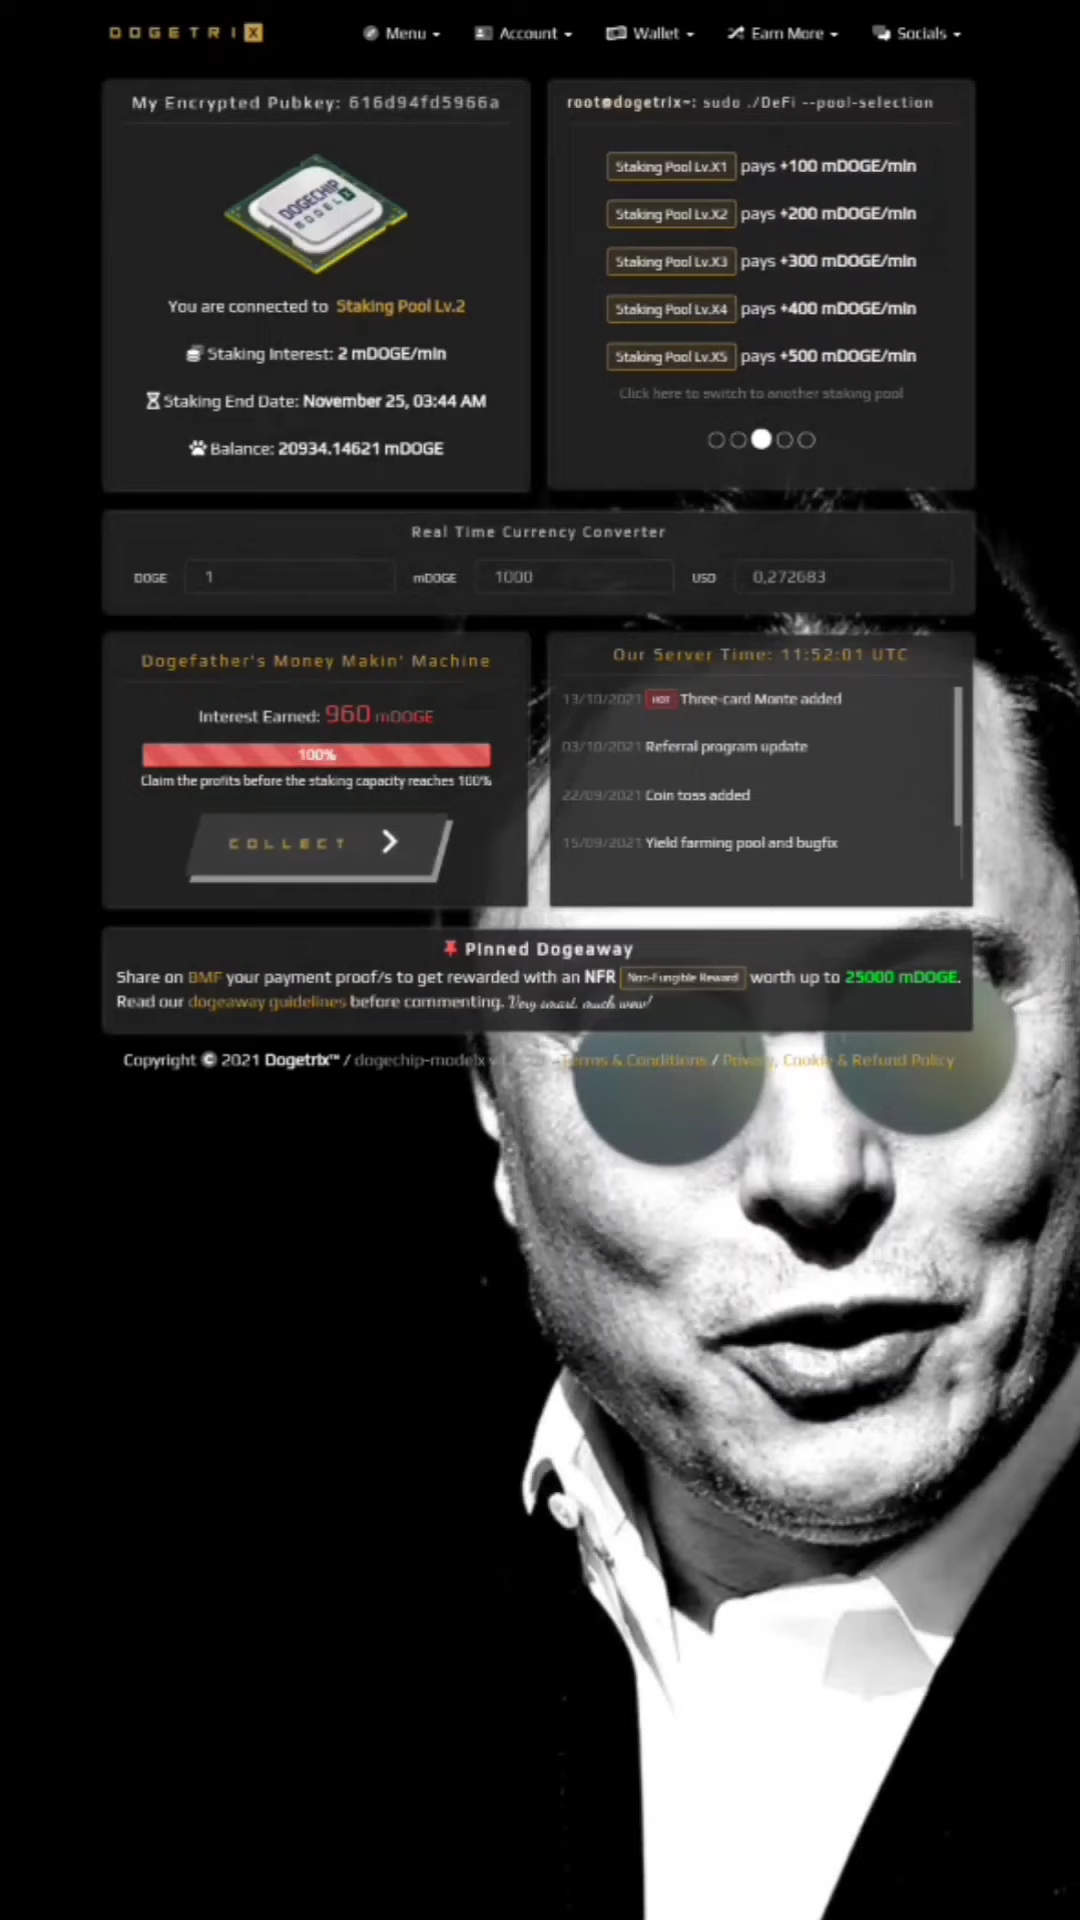 DOGETRIX
Menu
Account
Wallet
Earn More
Socials
My Encrypted Pubkey: 616d94fd5966a
DOGECHIP
MODEL X
You are connected to Staking Pool Lv.2
Staking Interest: 2 mDOGE/min
Staking End Date: November 25, 03:44 AM
Balance: 20934.14621 mDOGE
root@dogetrix~: sudo ./DeFi --pool-selection
Staking Pool Lv.X1 pays +100 mDOGE/min
Staking Pool Lv.X2 pays +200 mDOGE/min
Staking Pool Lv.X3 pays +300 mDOGE/min
Staking Pool Lv.X4 pays +400 mDOGE/min
Staking Pool Lv.X5 pays +500 mDOGE/min
Click here to switch to another staking pool
Real Time Currency Converter
DOGE 1 mDOGE 1000 USD 0,272683
Dogefather's Money Makin' Machine
Interest Earned: 960 mDOGE
100%
Claim the profits before the staking capacity reaches 100%
COLLECT
Our Server Time: 11:52:01 UTC
13/10/2021 HOT Three-card Monte added
03/10/2021 Referral program update
22/09/2021 Coin toss added
15/09/2021 Yield farming pool and bugfix
Pinned Dogeaway
Share on BMF your payment proof/s to get rewarded with an NFR Non-Fungible Reward worth up to 25000 mDOGE.
Read our dogeaway guidelines before commenting. Very smart, much wow!
Copyright © 2021 Dogetrix™ / dogechip-modelx Terms & Conditions / Privacy, Cookie & Refund Policy